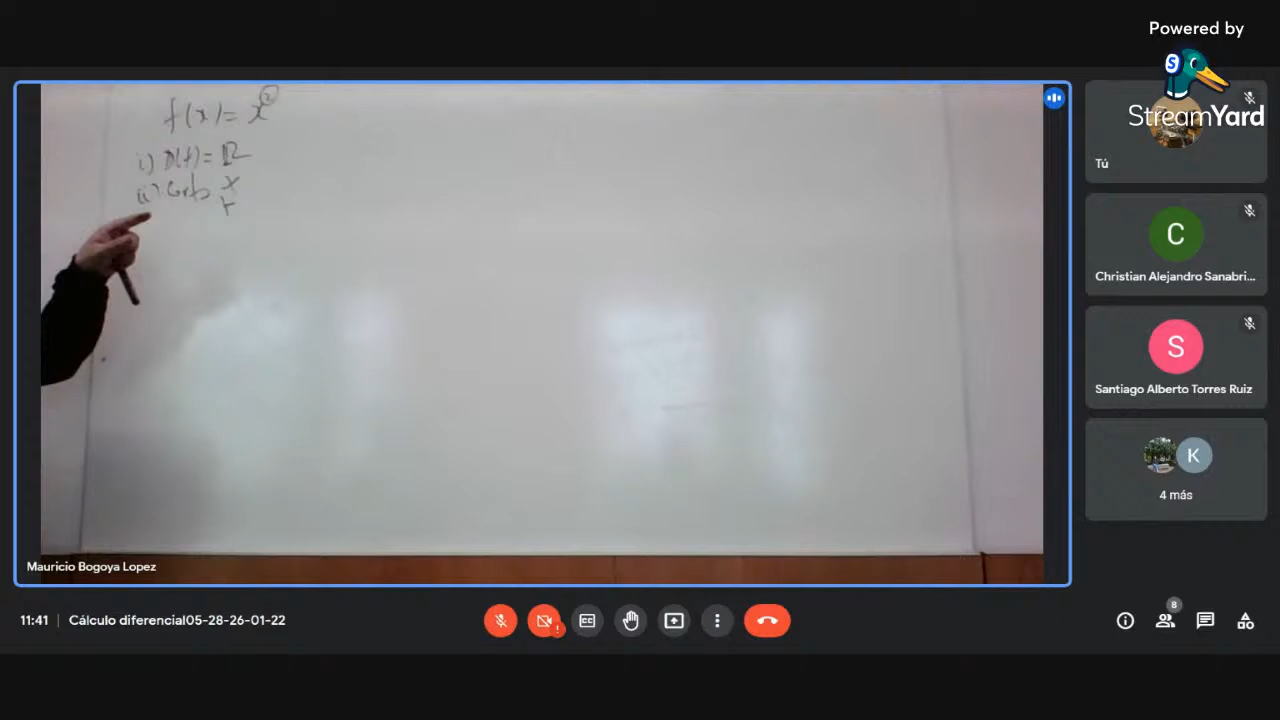 Powered by
StreamYard
f(x) = x²
i) D(f) = ℝ
ii) Cortes X
Y
Tú
C
Christian Alejandro Sanabri...
S
Santiago Alberto Torres Ruiz
K
4 más
Mauricio Bogoya Lopez
11:41 | Cálculo diferencial05-28-26-01-22
8